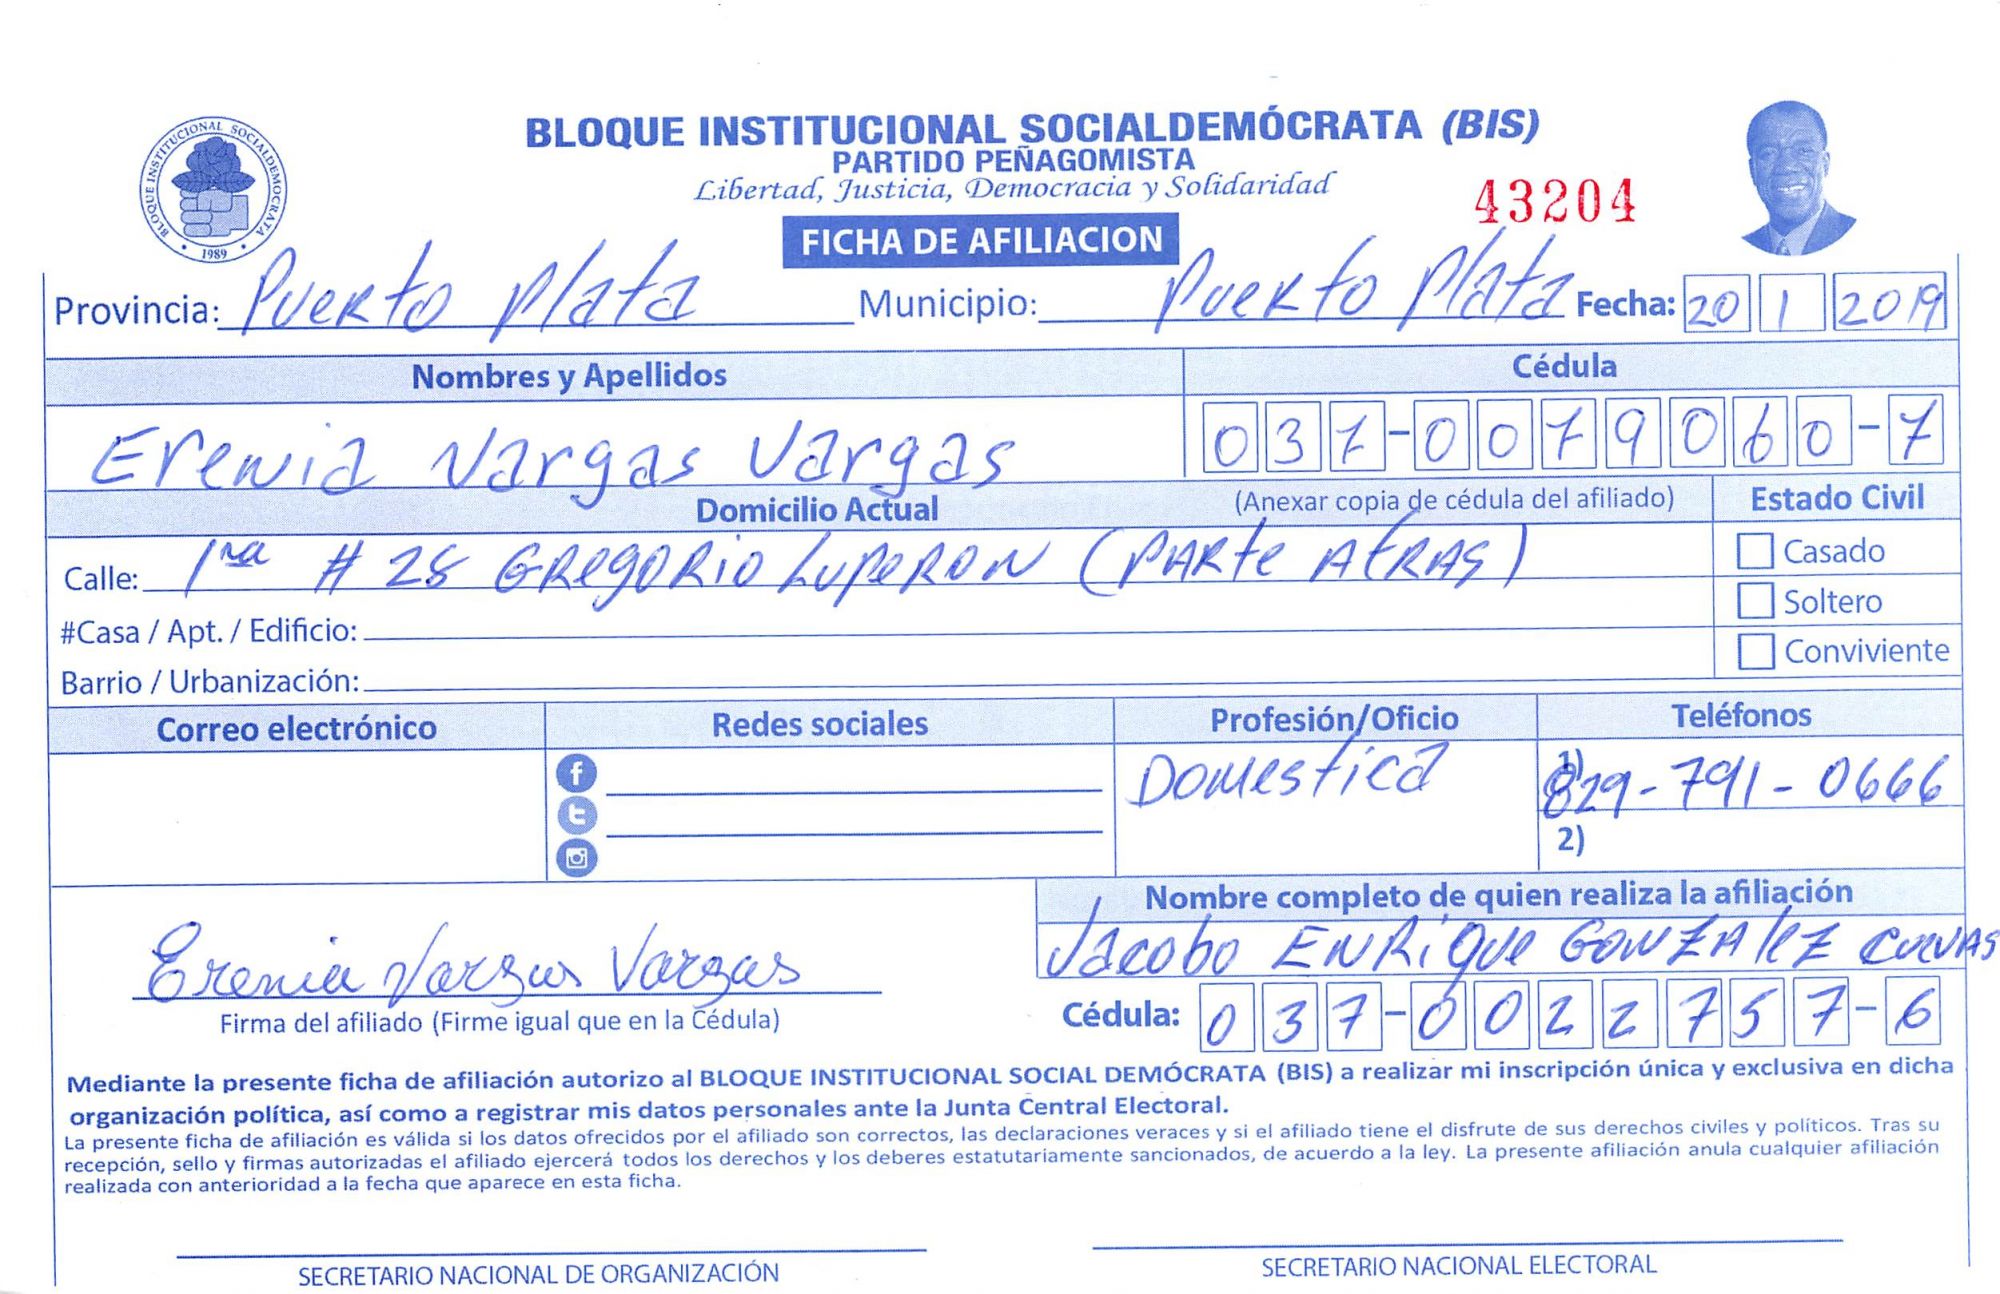 BLOQUE INSTITUCIONAL SOCIALDEMÓCRATA (BIS)
PARTIDO PEÑAGOMISTA
Libertad, Justicia, Democracia y Solidaridad
43204
BLOQUE INSTITUCIONAL SOCIALDEMOCRATA
1989
FICHA DE AFILIACION
Provincia: Puerto Plata Municipio: Puerto Plata Fecha: 20 1 2019
Nombres y Apellidos Cédula
Erenia Vargas Vargas 037-0079060-7
Domicilio Actual (Anexar copia de cédula del afiliado) Estado Civil
Calle: 1ra # 28 GREGORIO LUPERON (PARTE ATRAS) Casado
#Casa / Apt. / Edificio: Soltero
Barrio / Urbanización: Conviviente
Correo electrónico Redes sociales Profesión/Oficio Teléfonos
Domestica 1) 829-791-0666
2)
Nombre completo de quien realiza la afiliación
Jacobo ENRique GONZALEZ CUEVAS
Erenia Vargas Vargas
Firma del afiliado (Firme igual que en la Cédula) Cédula: 037-0022757-6
Mediante la presente ficha de afiliación autorizo al BLOQUE INSTITUCIONAL SOCIAL DEMÓCRATA (BIS) a realizar mi inscripción única y exclusiva en dicha
organización política, así como a registrar mis datos personales ante la Junta Central Electoral.
La presente ficha de afiliación es válida si los datos ofrecidos por el afiliado son correctos, las declaraciones veraces y si el afiliado tiene el disfrute de sus derechos civiles y políticos. Tras su
recepción, sello y firmas autorizadas el afiliado ejercerá todos los derechos y los deberes estatutariamente sancionados, de acuerdo a la ley. La presente afiliación anula cualquier afiliación
realizada con anterioridad a la fecha que aparece en esta ficha.
SECRETARIO NACIONAL DE ORGANIZACIÓN SECRETARIO NACIONAL ELECTORAL